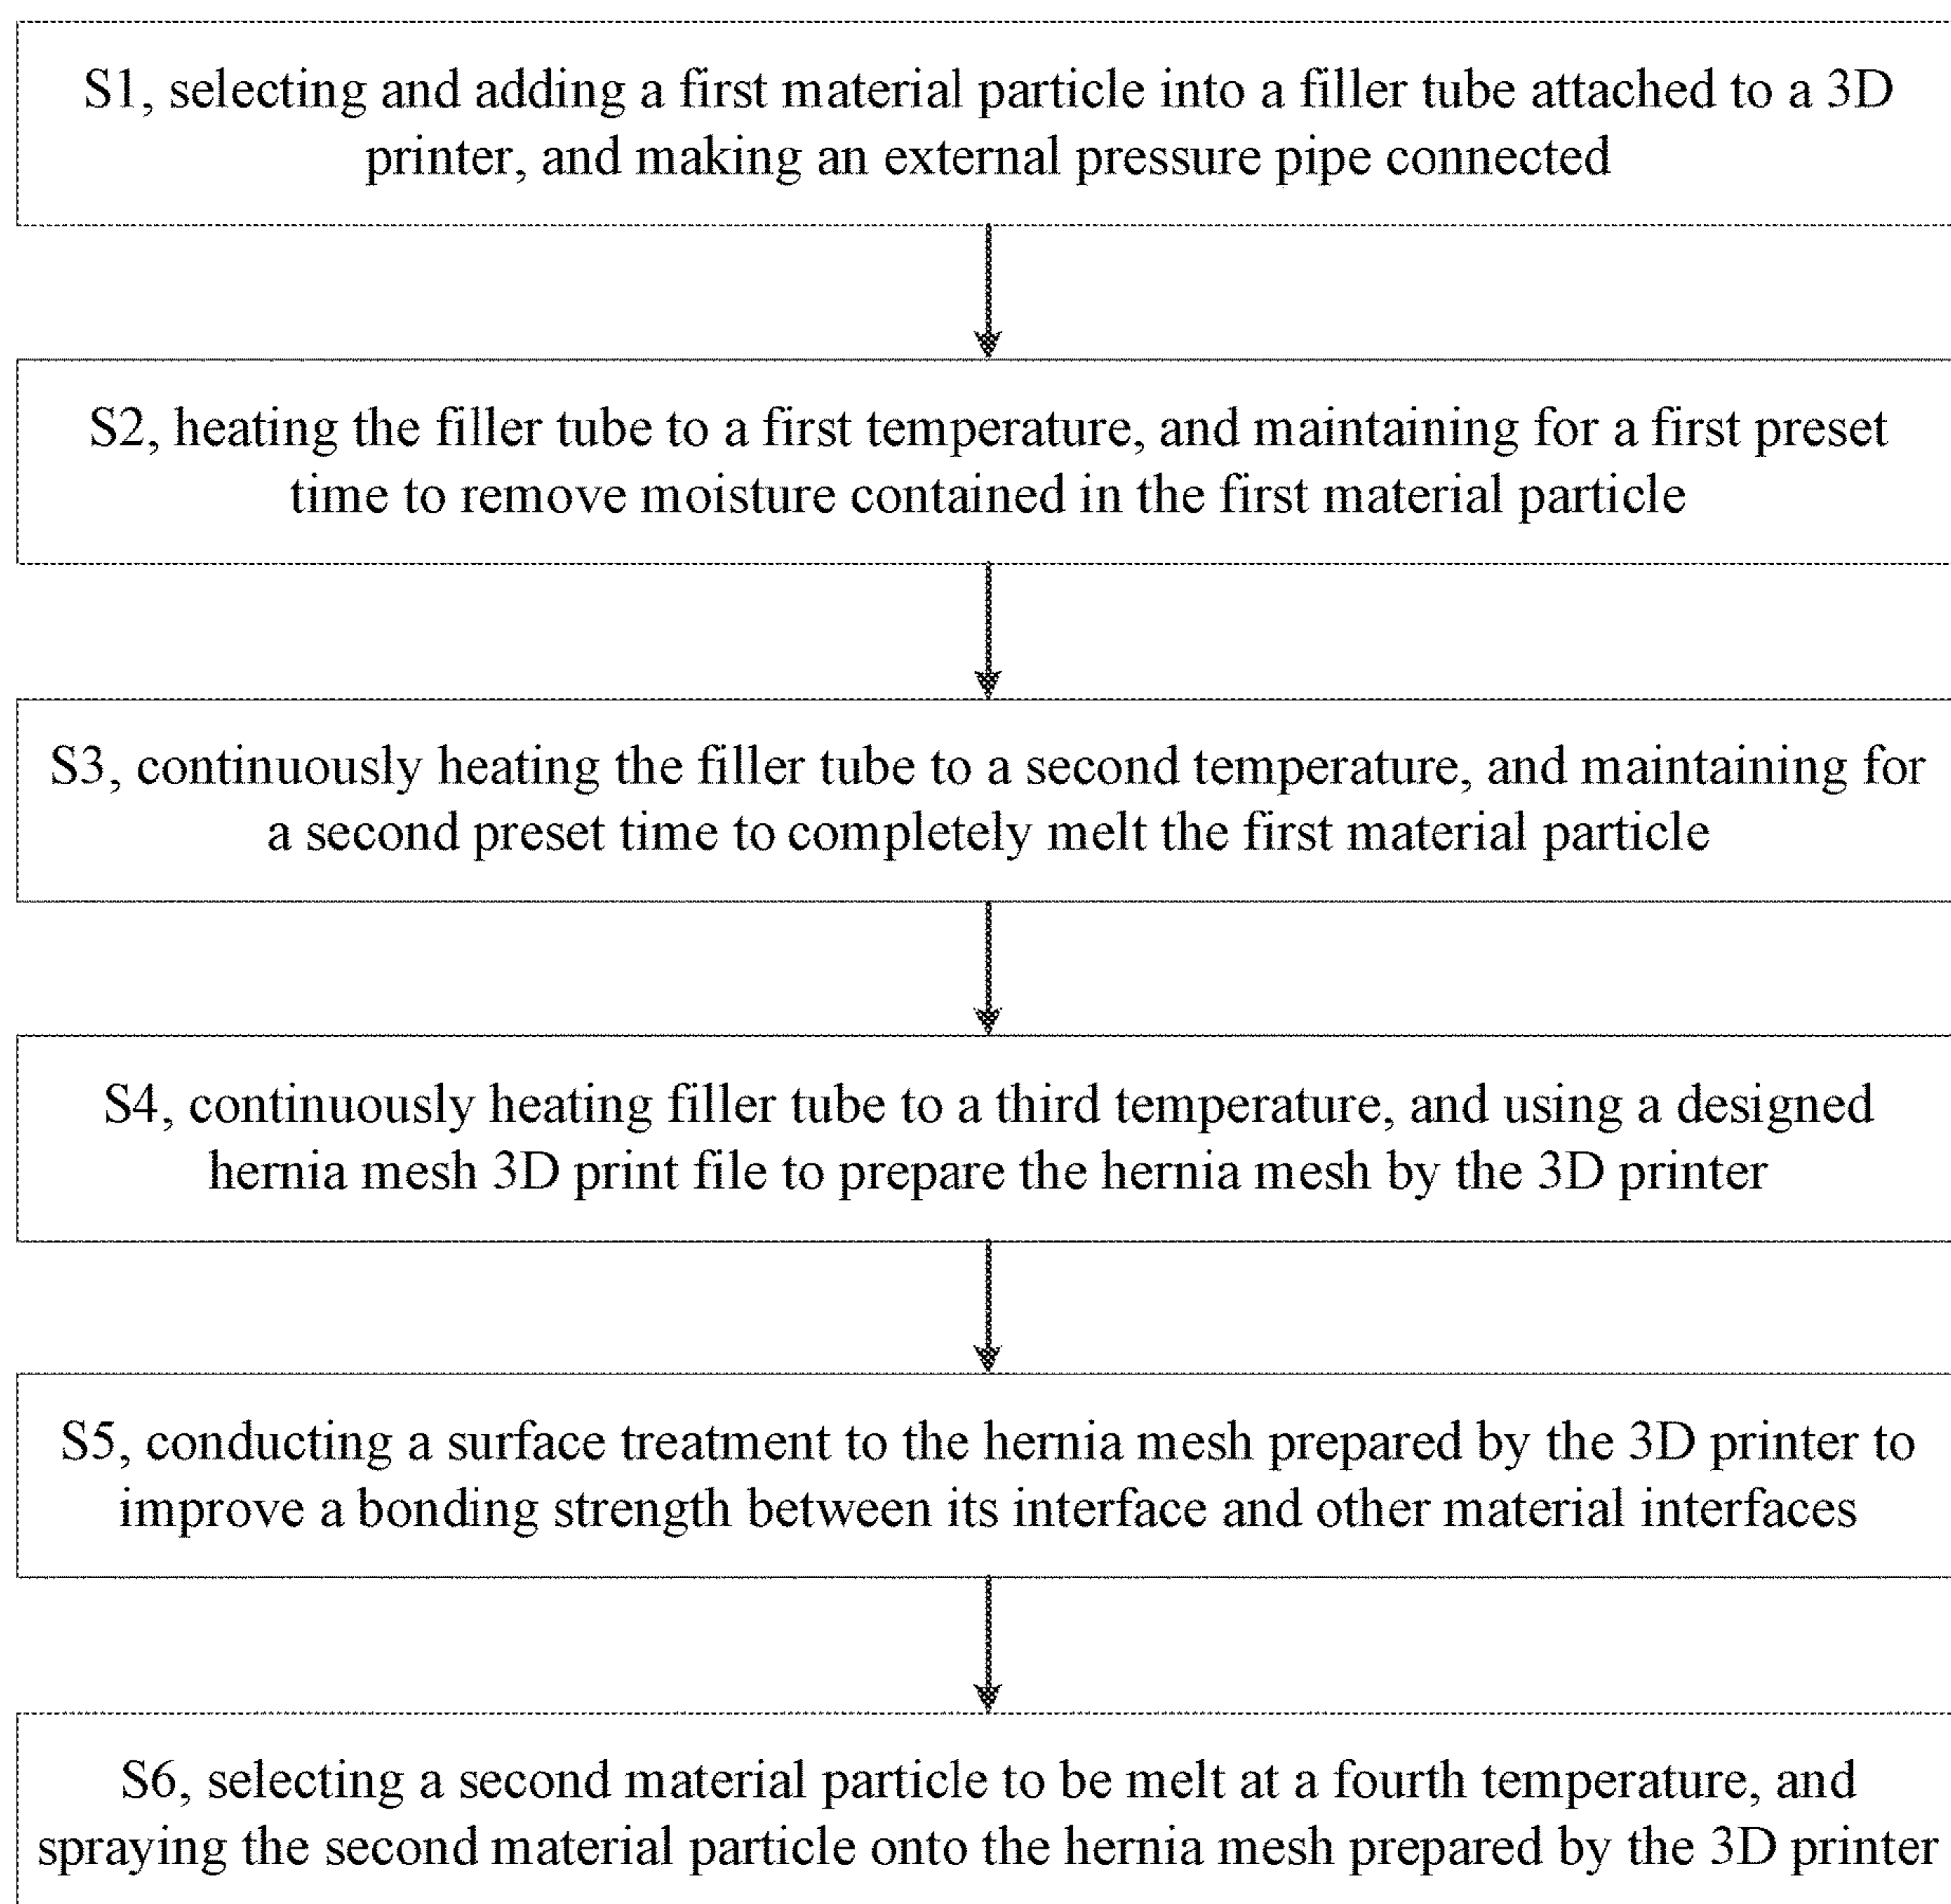 S1, selecting and adding a first material particle into a filler tube attached to a 3D
printer, and making an external pressure pipe connected
S2, heating the filler tube to a first temperature, and maintaining for a first preset
time to remove moisture contained in the first material particle
S3, continuously heating the filler tube to a second temperature, and maintaining for
a second preset time to completely melt the first material particle
S4, continuously heating filler tube to a third temperature, and using a designed
hernia mesh 3D print file to prepare the hernia mesh by the 3D printer
S5, conducting a surface treatment to the hernia mesh prepared by the 3D printer to
improve a bonding strength between its interface and other material interfaces
S6, selecting a second material particle to be melt at a fourth temperature, and
spraying the second material particle onto the hernia mesh prepared by the 3D printer